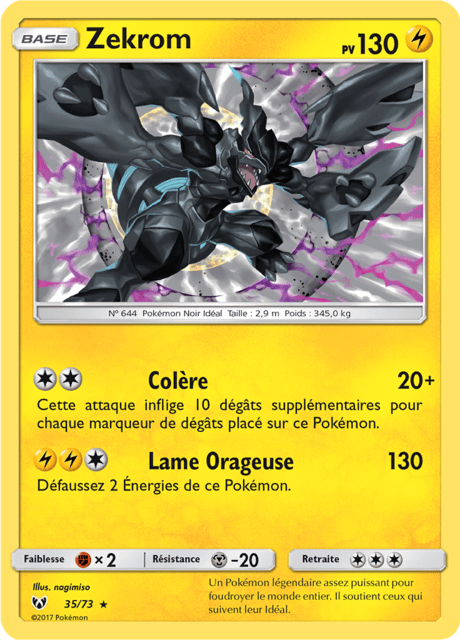 BASE Zekrom PV 130
N° 644 Pokémon Noir Idéal Taille : 2,9 m Poids : 345,0 kg
Colère 20+
Cette attaque inflige 10 dégâts supplémentaires pour
chaque marqueur de dégâts placé sur ce Pokémon.
Lame Orageuse 130
Défaussez 2 Énergies de ce Pokémon.
Faiblesse ×2 Résistance -20 Retraite
Illus. nagimiso
35/73 ★
©2017 Pokémon
Un Pokémon légendaire assez puissant pour
foudroyer le monde entier. Il soutient ceux qui
suivent leur Idéal.